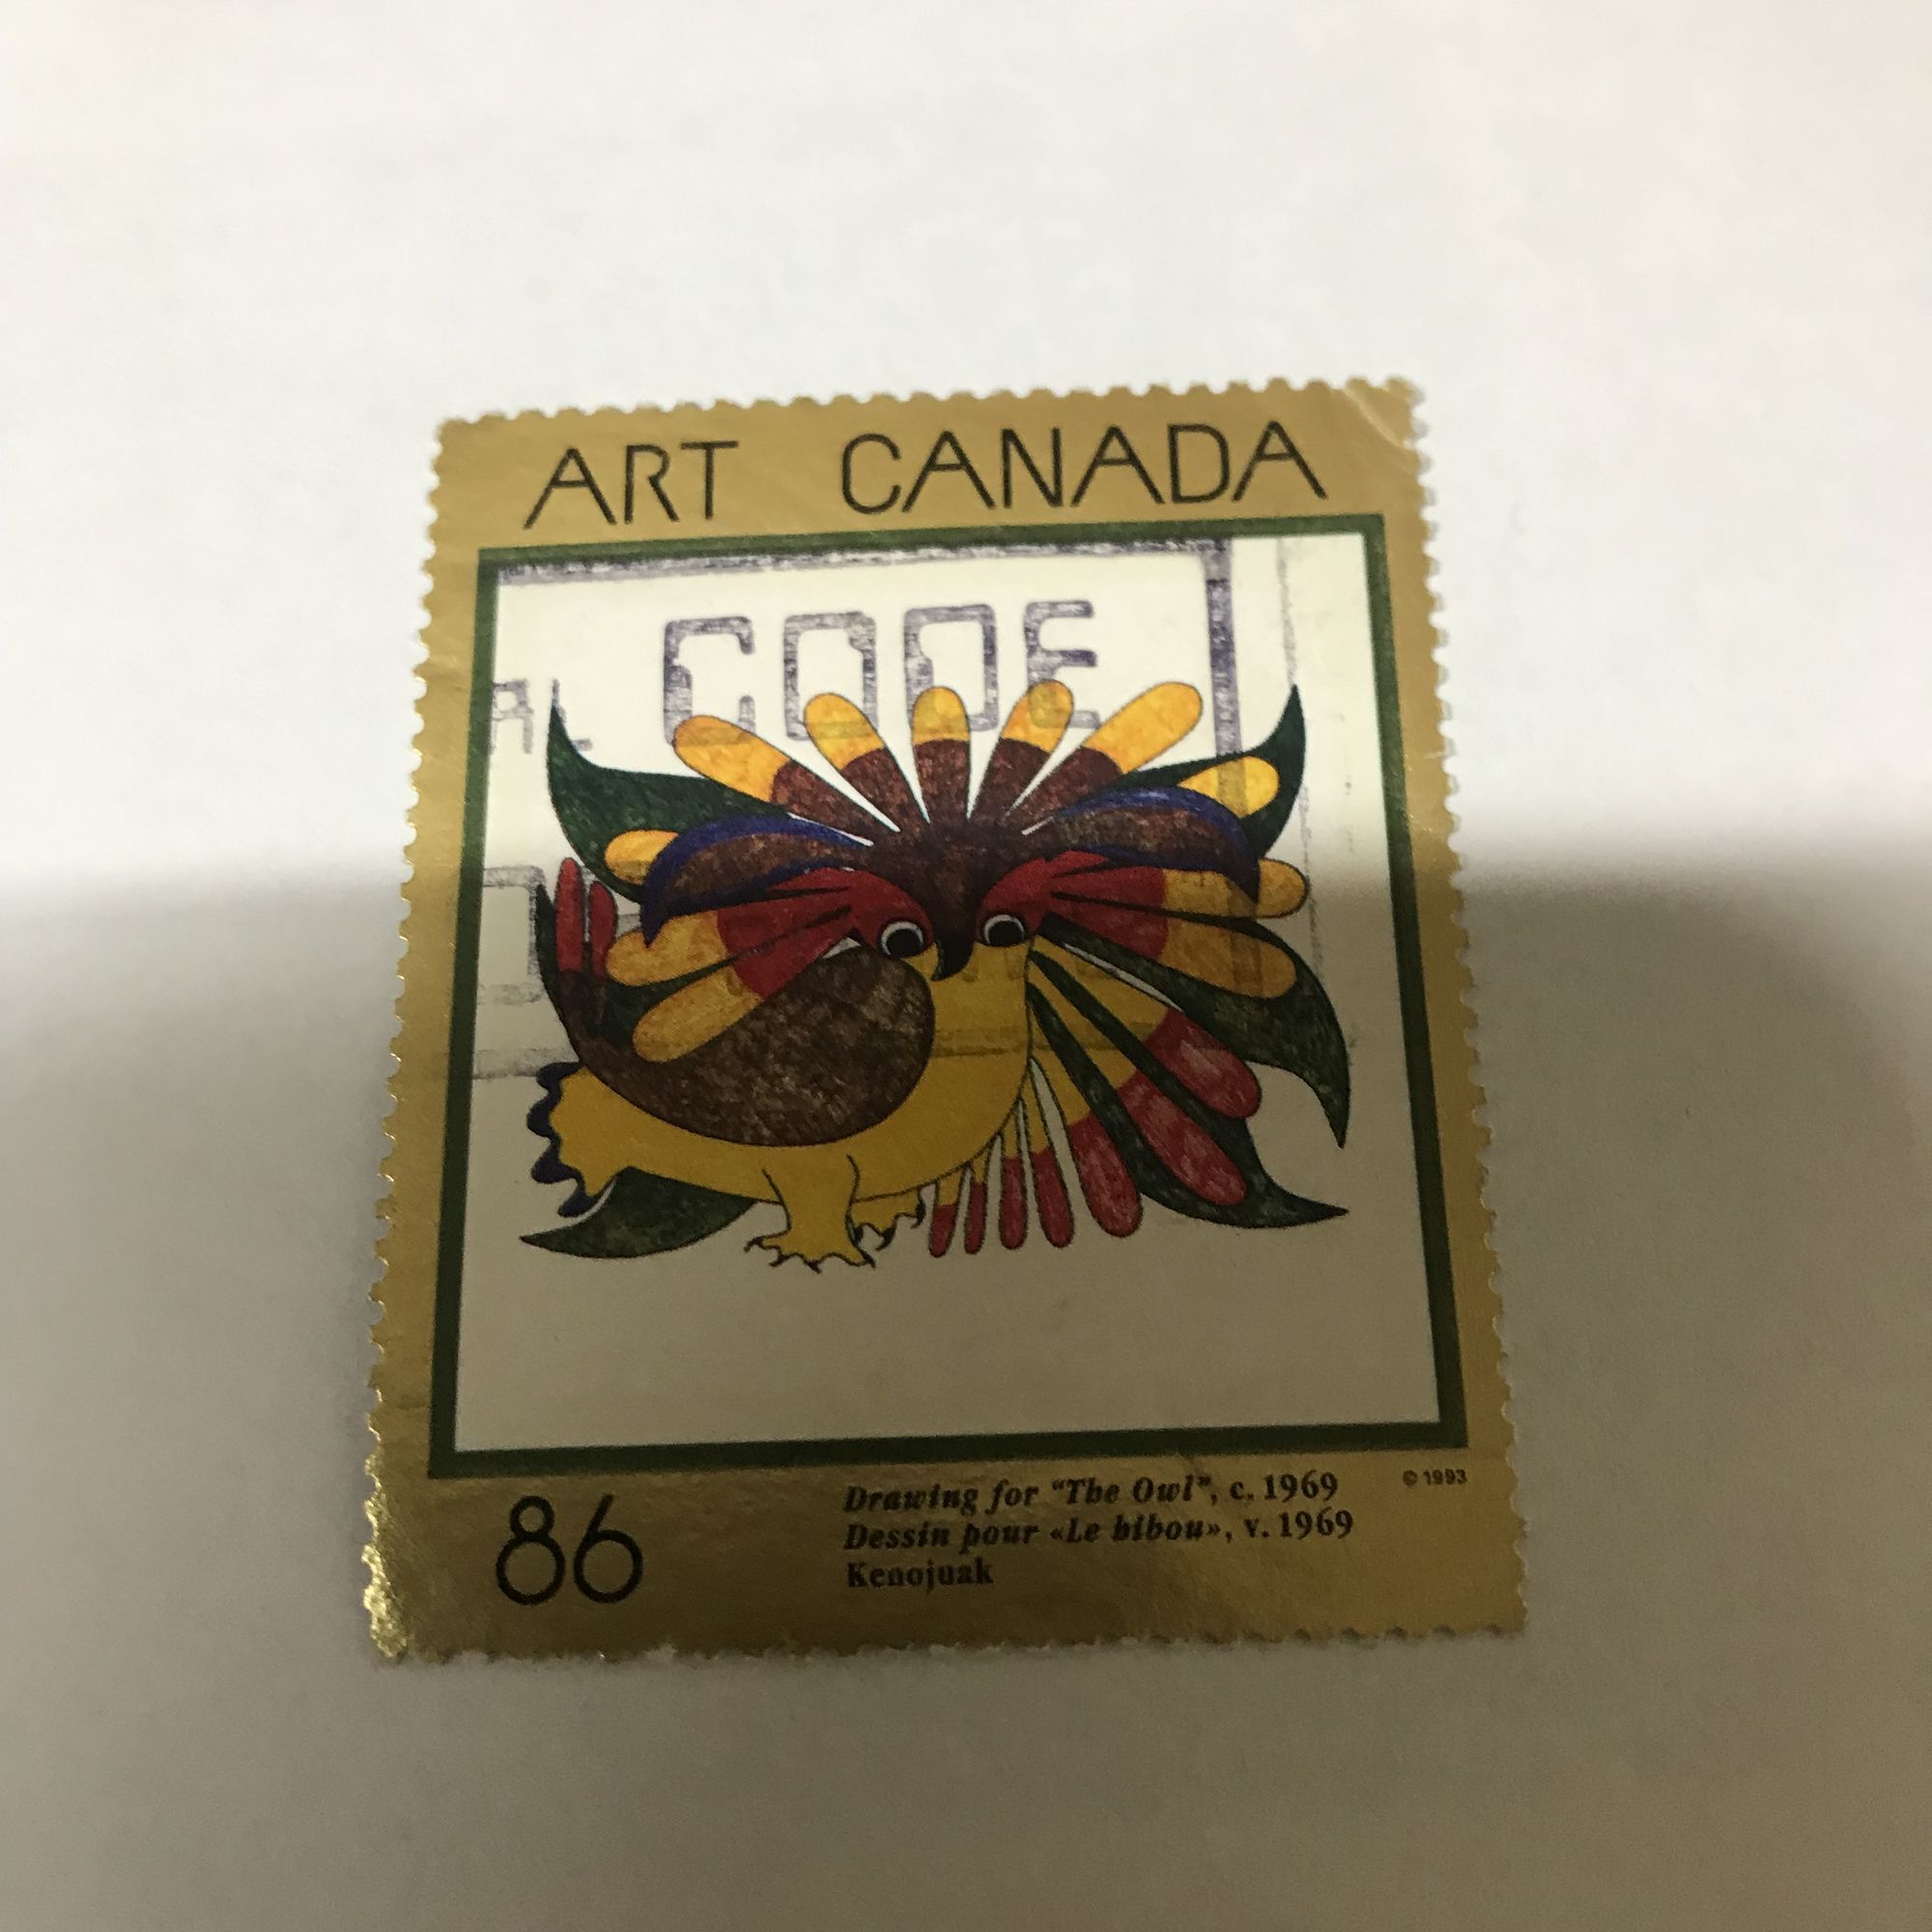 ART CANADA
CODE
86
Drawing for “The Owl”, c. 1969
© 1993
Dessin pour «Le hibou», v. 1969
Kenojuak